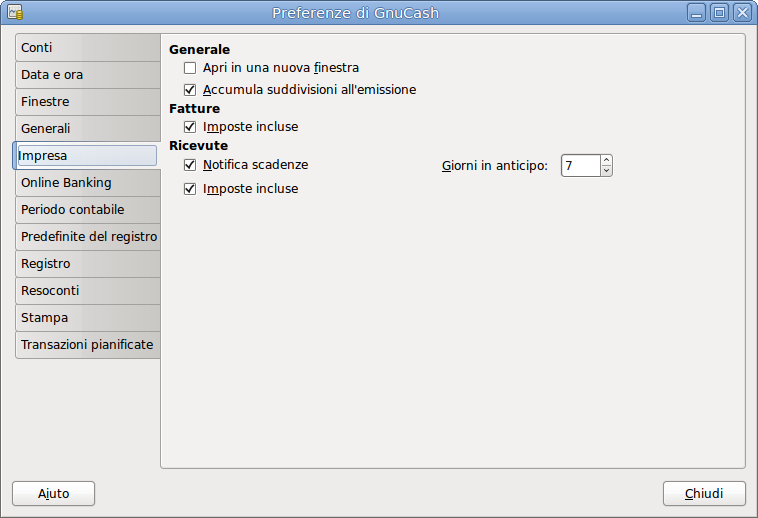 Preferenze di GnuCash
Conti
Data e ora
Finestre
Generali
Impresa
Online Banking
Periodo contabile
Predefinite del registro
Registro
Resoconti
Stampa
Transazioni pianificate
Generale
Apri in una nuova finestra
Accumula suddivisioni all'emissione
Fatture
Imposte incluse
Ricevute
Notifica scadenze Giorni in anticipo: 7
Imposte incluse
Aiuto Chiudi